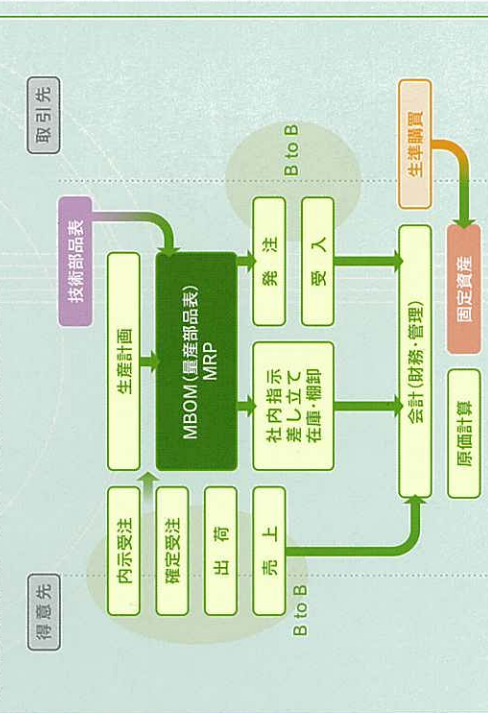 得意先
取引先
内示受注
確定受注
出荷
売上
B to B
生産計画
技術部品表
MBOM(量産部品表)
MRP
社内指示
差し立て
在庫・棚卸
発注
受入
B to B
会計(財務・管理)
生準購買
原価計算
固定資産